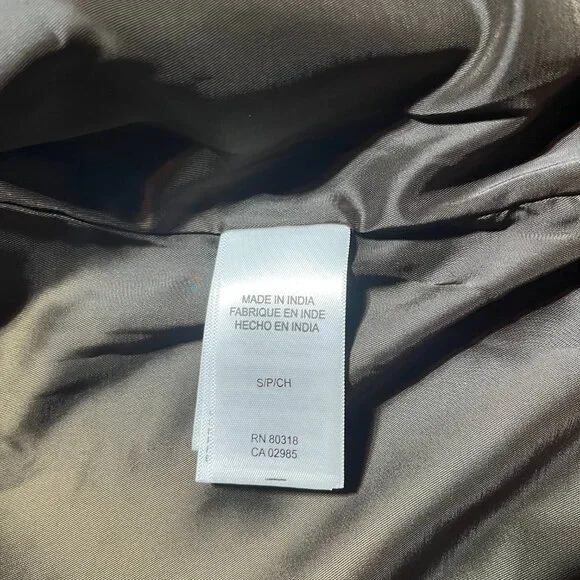 MADE IN INDIA
FABRIQUE EN INDE
HECHO EN INDIA
S/P/CH
RN 80318
CA 02985